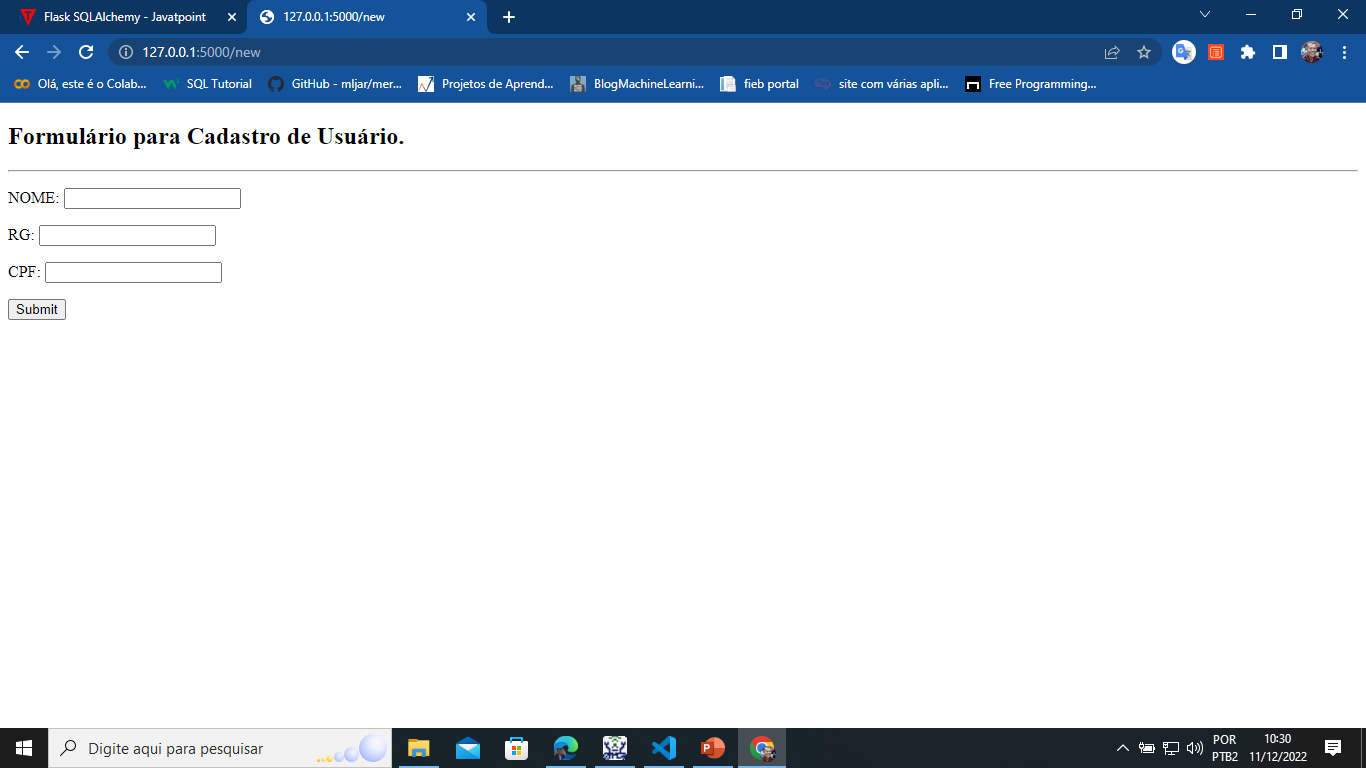 Flask SQLAlchemy - Javatpoint
127.0.0.1:5000/new
127.0.0.1:5000/new
Olá, este é o Colab...
SQL Tutorial
GitHub - mljar/mer...
Projetos de Aprend...
BlogMachineLearni...
fieb portal
site com várias apli...
Free Programming...
Formulário para Cadastro de Usuário.
NOME:
RG:
CPF:
Submit
Digite aqui para pesquisar
POR
PTB2
10:30
11/12/2022